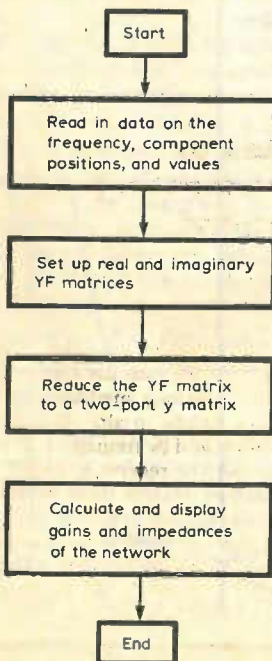 Start
Read in data on the
frequency, component
positions, and values
Set up real and imaginary
YF matrices
Reduce the YF matrix
to a two-port y matrix
Calculate and display
gains and impedances
of the network
End